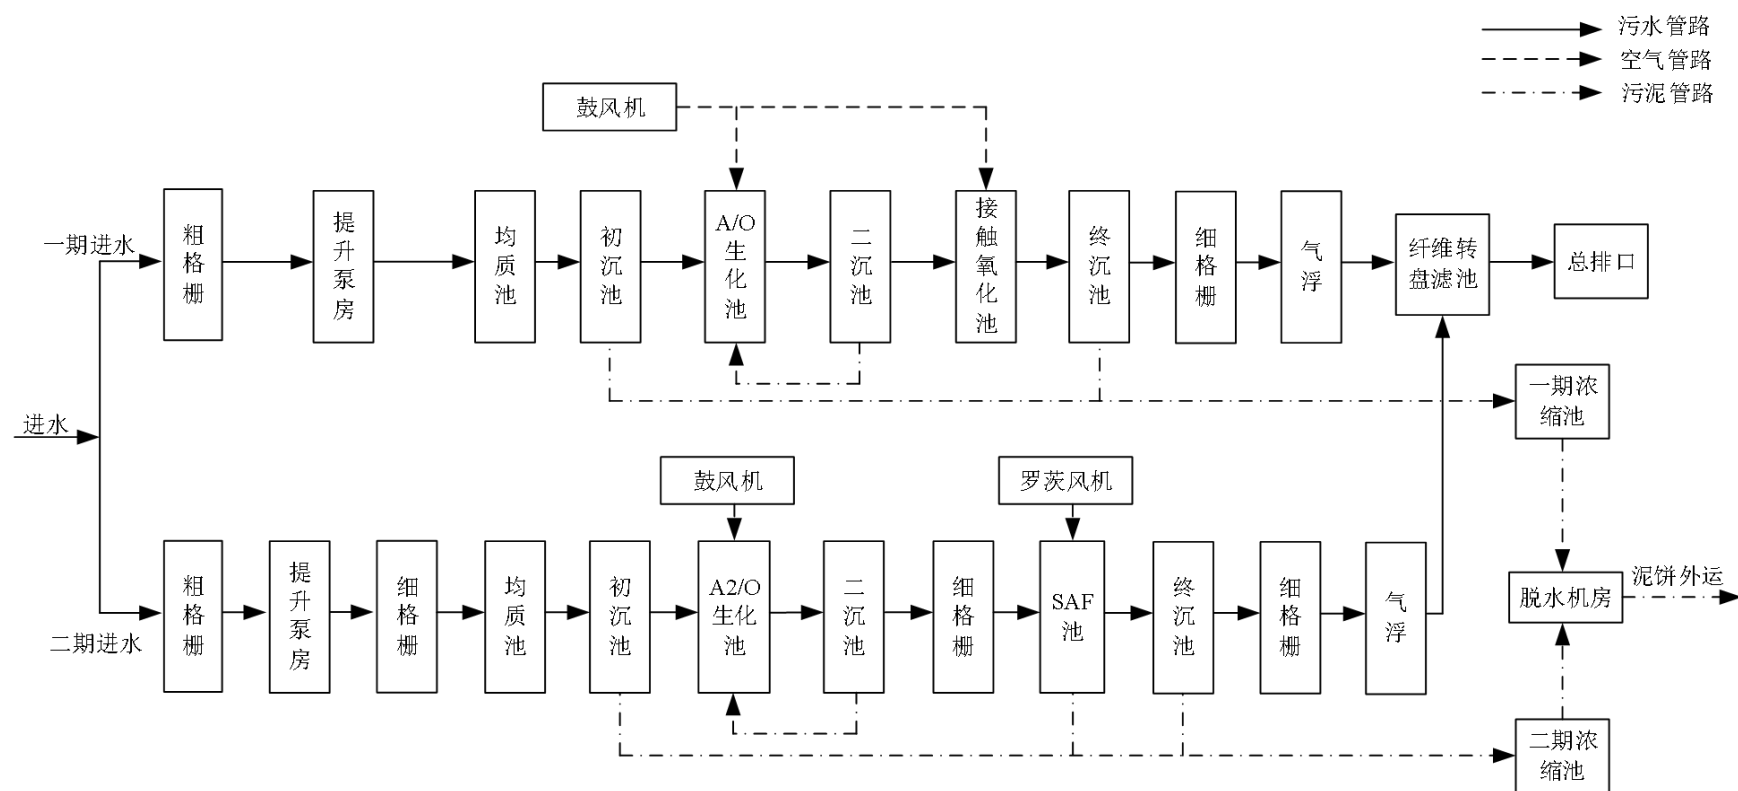 污水管路
空气管路
污泥管路
鼓风机
一期进水
粗格栅
提升泵房
均质池
初沉池
A/O生化池
二沉池
接触氧化池
终沉池
细格栅
气浮
纤维转
盘滤池
总排口
进水
一期浓
缩池
鼓风机
罗茨风机
二期进水
粗格栅
提升泵房
细格栅
均质池
初沉池
A2/O
生化池
二沉池
细格栅
SAF
池
终沉池
细格栅
气浮
脱水机房
泥饼外运
二期浓
缩池